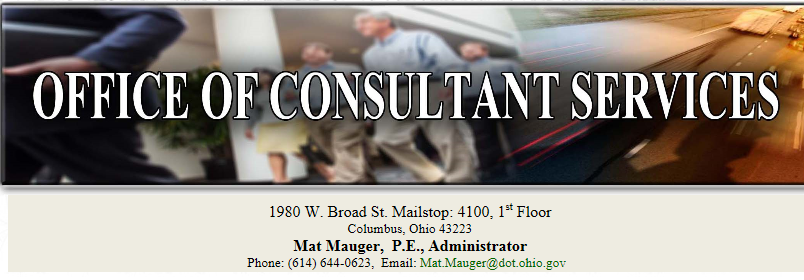 OFFICE OF CONSULTANT SERVICES
1980 W. Broad St. Mailstop: 4100, 1st Floor
Columbus, Ohio 43223
Mat Mauger, P.E., Administrator
Phone: (614) 644-0623, Email: Mat.Mauger@dot.ohio.gov